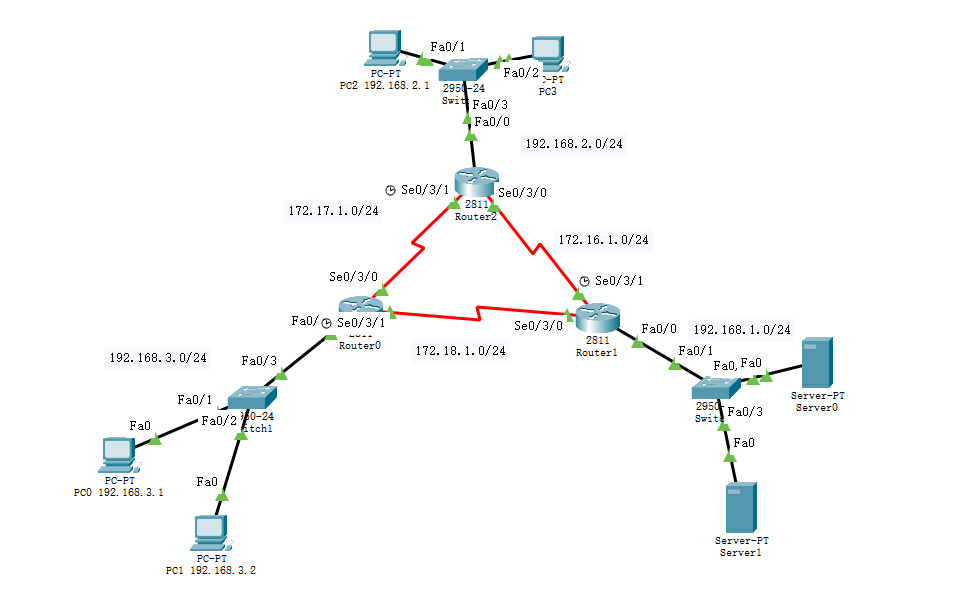 Fa0/1
PC-PT
PC2 192.168.2.1
Fa0/2
PC3
2950-24
Fa0/3
Fa0/0
192.168.2.0/24
Se0/3/1
Se0/3/0
2811
Router2
172.17.1.0/24
172.16.1.0/24
Se0/3/0
Se0/3/1
Fa0/
Se0/3/1
Router0
Se0/3/0
2811
Router1
172.18.1.0/24
Fa0/0
192.168.1.0/24
Fa0/1
Fa0,
Fa0
192.168.3.0/24
Fa0/3
Fa0/1
Fa0/2
50-24
itch1
2950
Fa0/3
Server-PT
Server0
Fa0
PC-PT
PC0 192.168.3.1
Fa0
PC-PT
PC1 192.168.3.2
Fa0
Server-PT
Server1